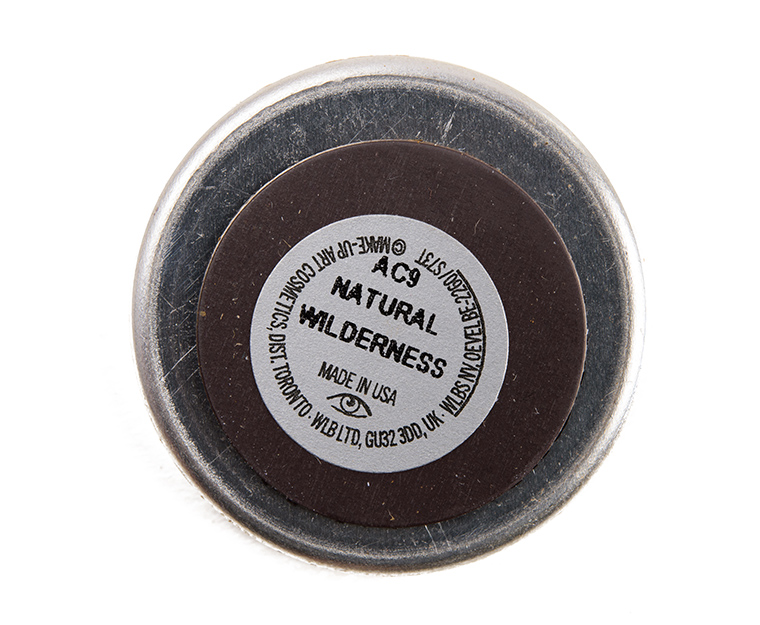 AC9
NATURAL
WILDERNESS
MADE IN USA
© MAKE-UP ART COSMETICS, DIST. TORONTO · WLB LTD, GU32 3DD, UK · WLBS NV, OEVEL BE-2260/S731